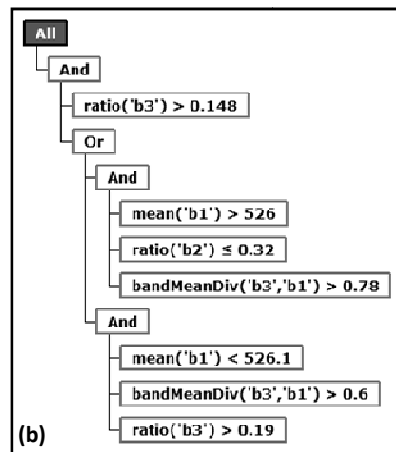 All
And
ratio('b3') > 0.148
Or
And
mean('b1') > 526
ratio('b2') ≤ 0.32
bandMeanDiv('b3','b1') > 0.78
And
mean('b1') < 526.1
bandMeanDiv('b3','b1') > 0.6
ratio('b3') > 0.19
(b)